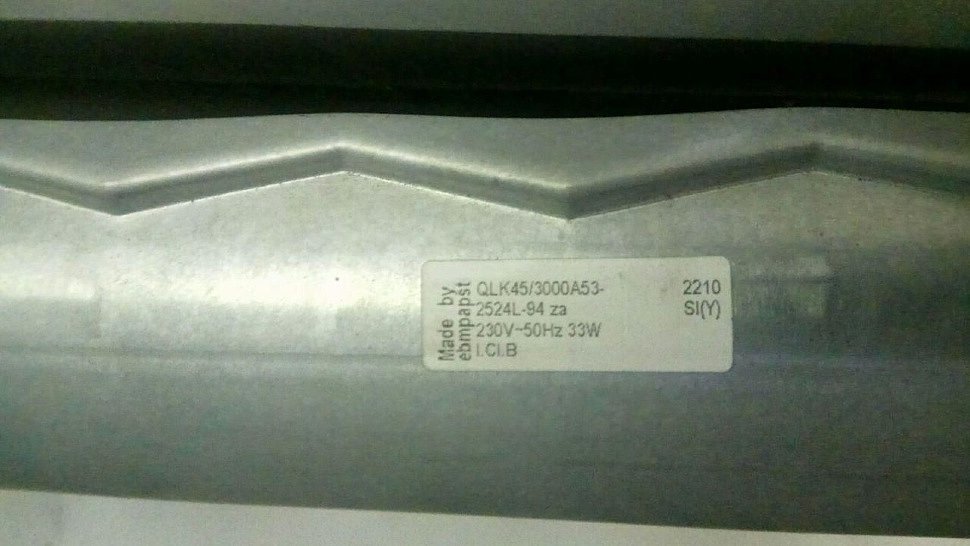 Made by
ebmpapst
QLK45/3000A53-
2524L-94 za
230V~50Hz 33W
I.Cl.B
2210
SI(Y)